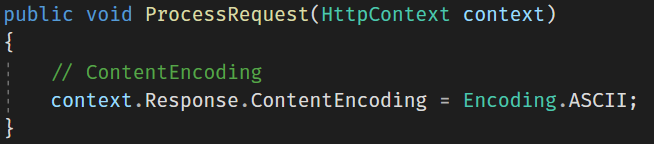 public void ProcessRequest(HttpContext context)
{
// ContentEncoding
context.Response.ContentEncoding = Encoding.ASCII;
}